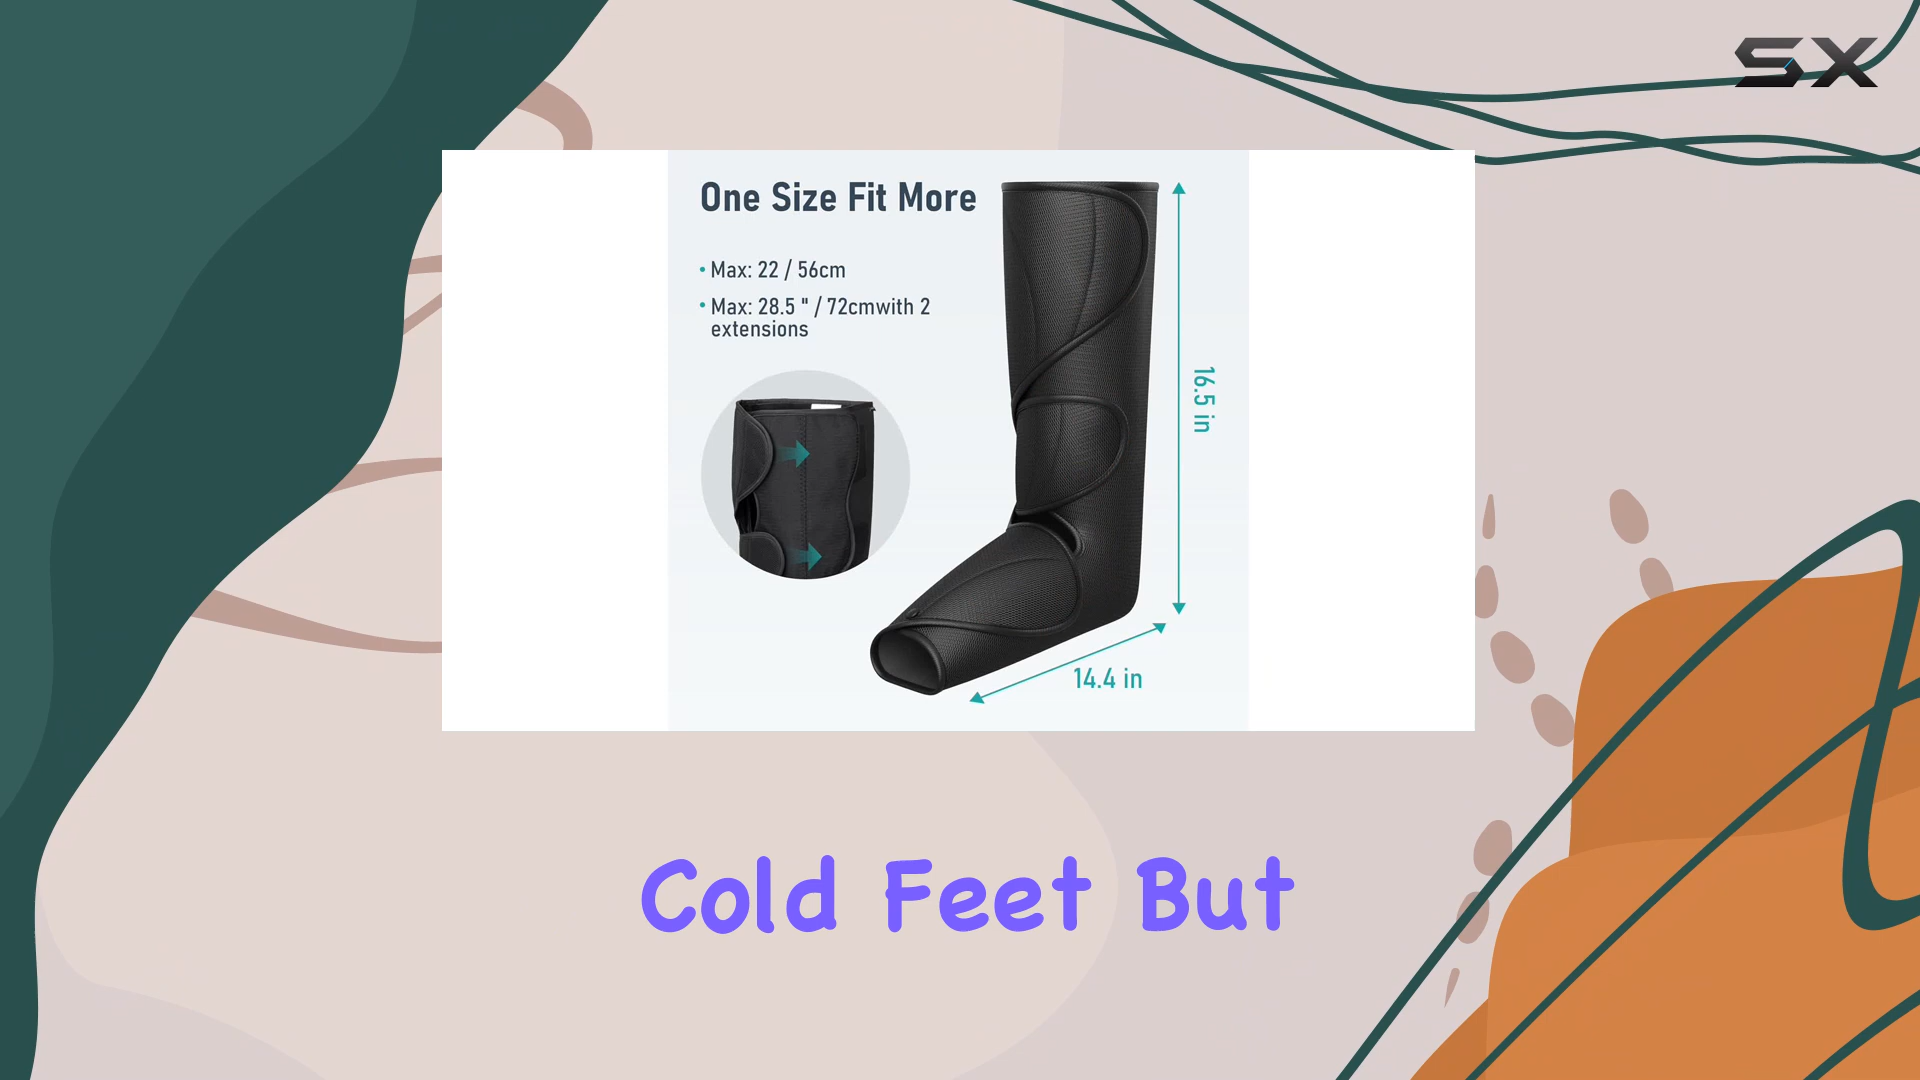 SX
One Size Fit More
• Max: 22 / 56cm
• Max: 28.5 " / 72cmwith 2
extensions
16.5 in
14.4 in
Cold Feet But